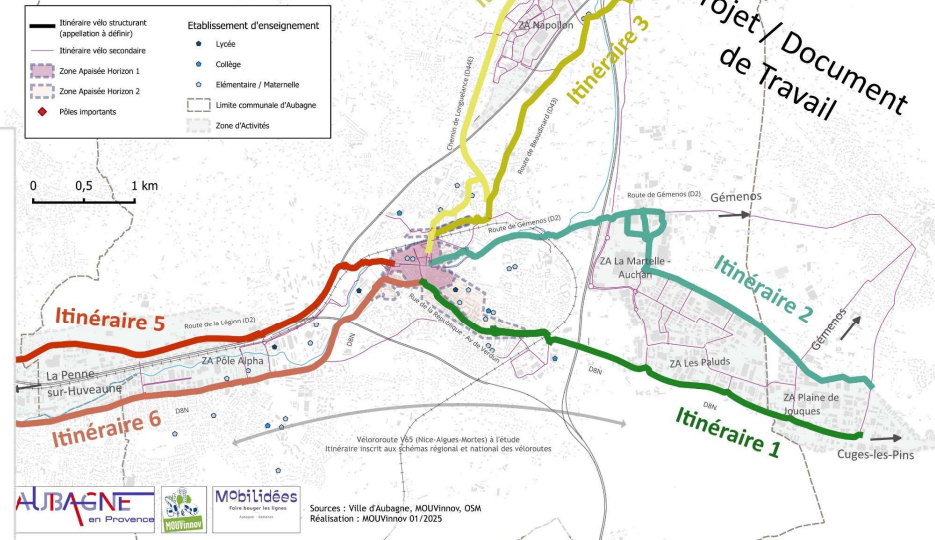 Itinéraire vélo structurant
(appellation à définir)
Itinéraire vélo secondaire
Zone Apaisée Horizon 1
Zone Apaisée Horizon 2
Pôles importants
Etablissement d'enseignement
Lycée
Collège
Elémentaire / Maternelle
Limite communale d'Aubagne
Zone d'Activités
0 0,5 1 km
ZA Napollon
Itinéraire 3
Chemin de Longuelance (D44E)
Route de Beaudinard (D43)
/ Document
de Travail
Route de Gémenos (D2)
Gémenos
Route de Gémenos (D2)
ZA La Martelle -
Auchan
Itinéraire 2
Gémenos
Itinéraire 5
Route de la Légion (D2)
Rue de la République - Av de Verdun
D8N
ZA Pôle Alpha
La Penne-
sur-Huveaune
D8N
Itinéraire 6
D8N
ZA Les Paluds
D8N
ZA Plaine de
Jouques
Itinéraire 1
Cuges-les-Pins
Véloroute V65 (Nice-Aigues-Mortes) à l'étude
Itinéraire inscrit aux schémas régional et national des véloroutes
AUBAGNE
en Provence
MOUVinnov
Mobilidées
Faire bouger les lignes
Sources : Ville d'Aubagne, MOUVinnov, OSM
Réalisation : MOUVinnov 01/2025